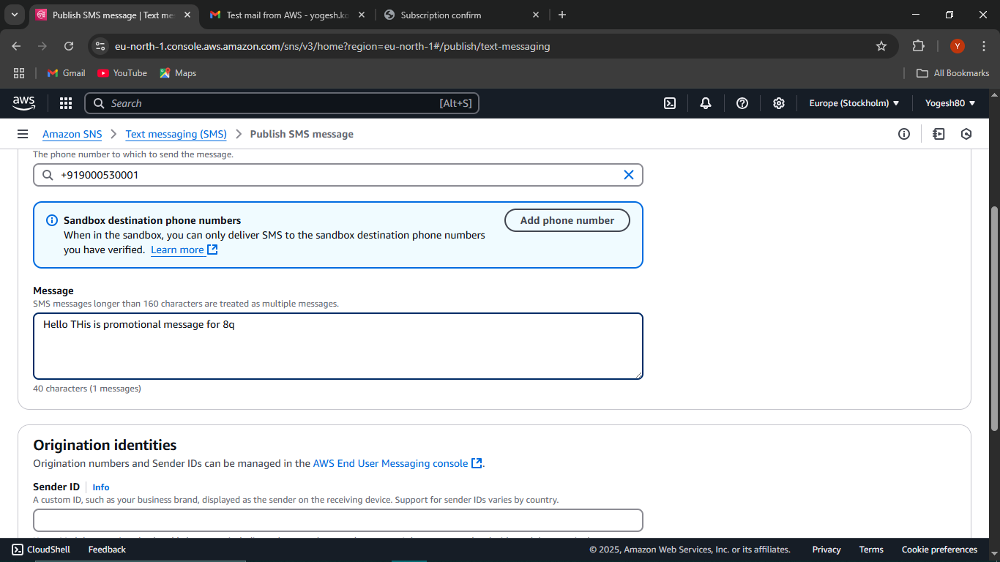 Publish SMS message | Text me
Test mail from AWS - yogesh.ko
Subscription confirm
eu-north-1.console.aws.amazon.com/sns/v3/home?region=eu-north-1#/publish/text-messaging
Y
Gmail
YouTube
Maps
All Bookmarks
aws
Search
[Alt+S]
Europe (Stockholm)
Yogesh80
Amazon SNS
Text messaging (SMS)
Publish SMS message
The phone number to which to send the message.
+919000530001
Sandbox destination phone numbers
Add phone number
When in the sandbox, you can only deliver SMS to the sandbox destination phone numbers
you have verified. Learn more
Message
SMS messages longer than 160 characters are treated as multiple messages.
Hello THis is promotional message for 8q
40 characters (1 messages)
Origination identities
Origination numbers and Sender IDs can be managed in the AWS End User Messaging console.
Sender ID
Info
A custom ID, such as your business brand, displayed as the sender on the receiving device. Support for sender IDs varies by country.
CloudShell
Feedback
© 2025, Amazon Web Services, Inc. or its affiliates.
Privacy
Terms
Cookie preferences